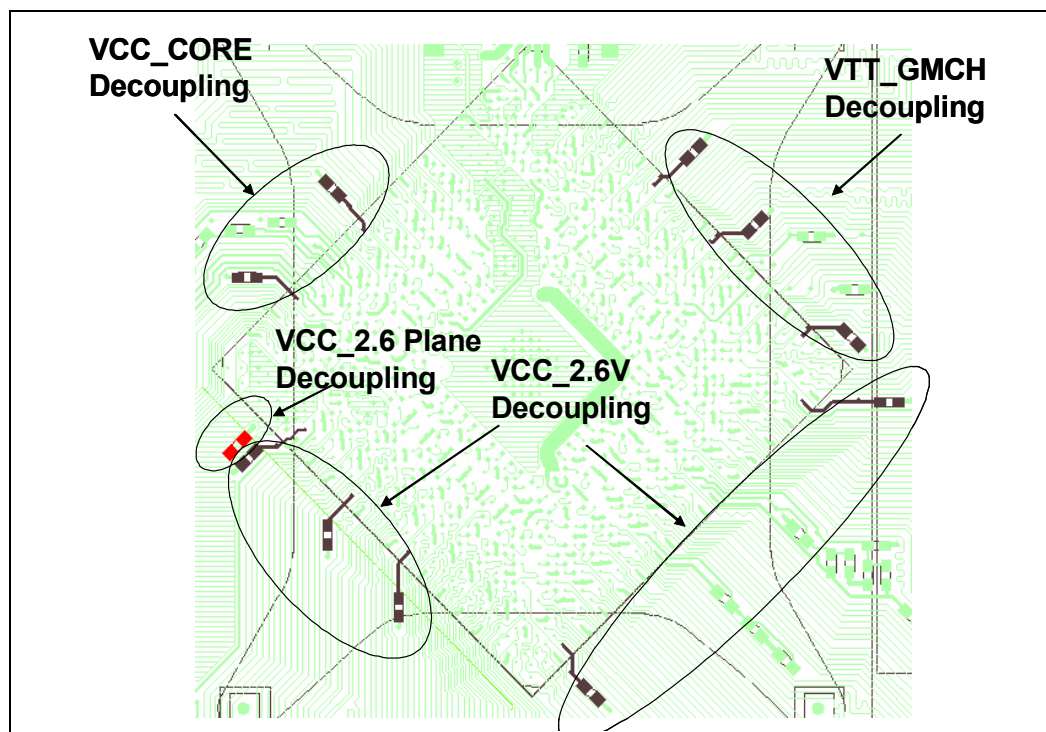 VCC_CORE
Decoupling
VTT_GMCH
Decoupling
VCC_2.6 Plane
Decoupling
VCC_2.6V
Decoupling